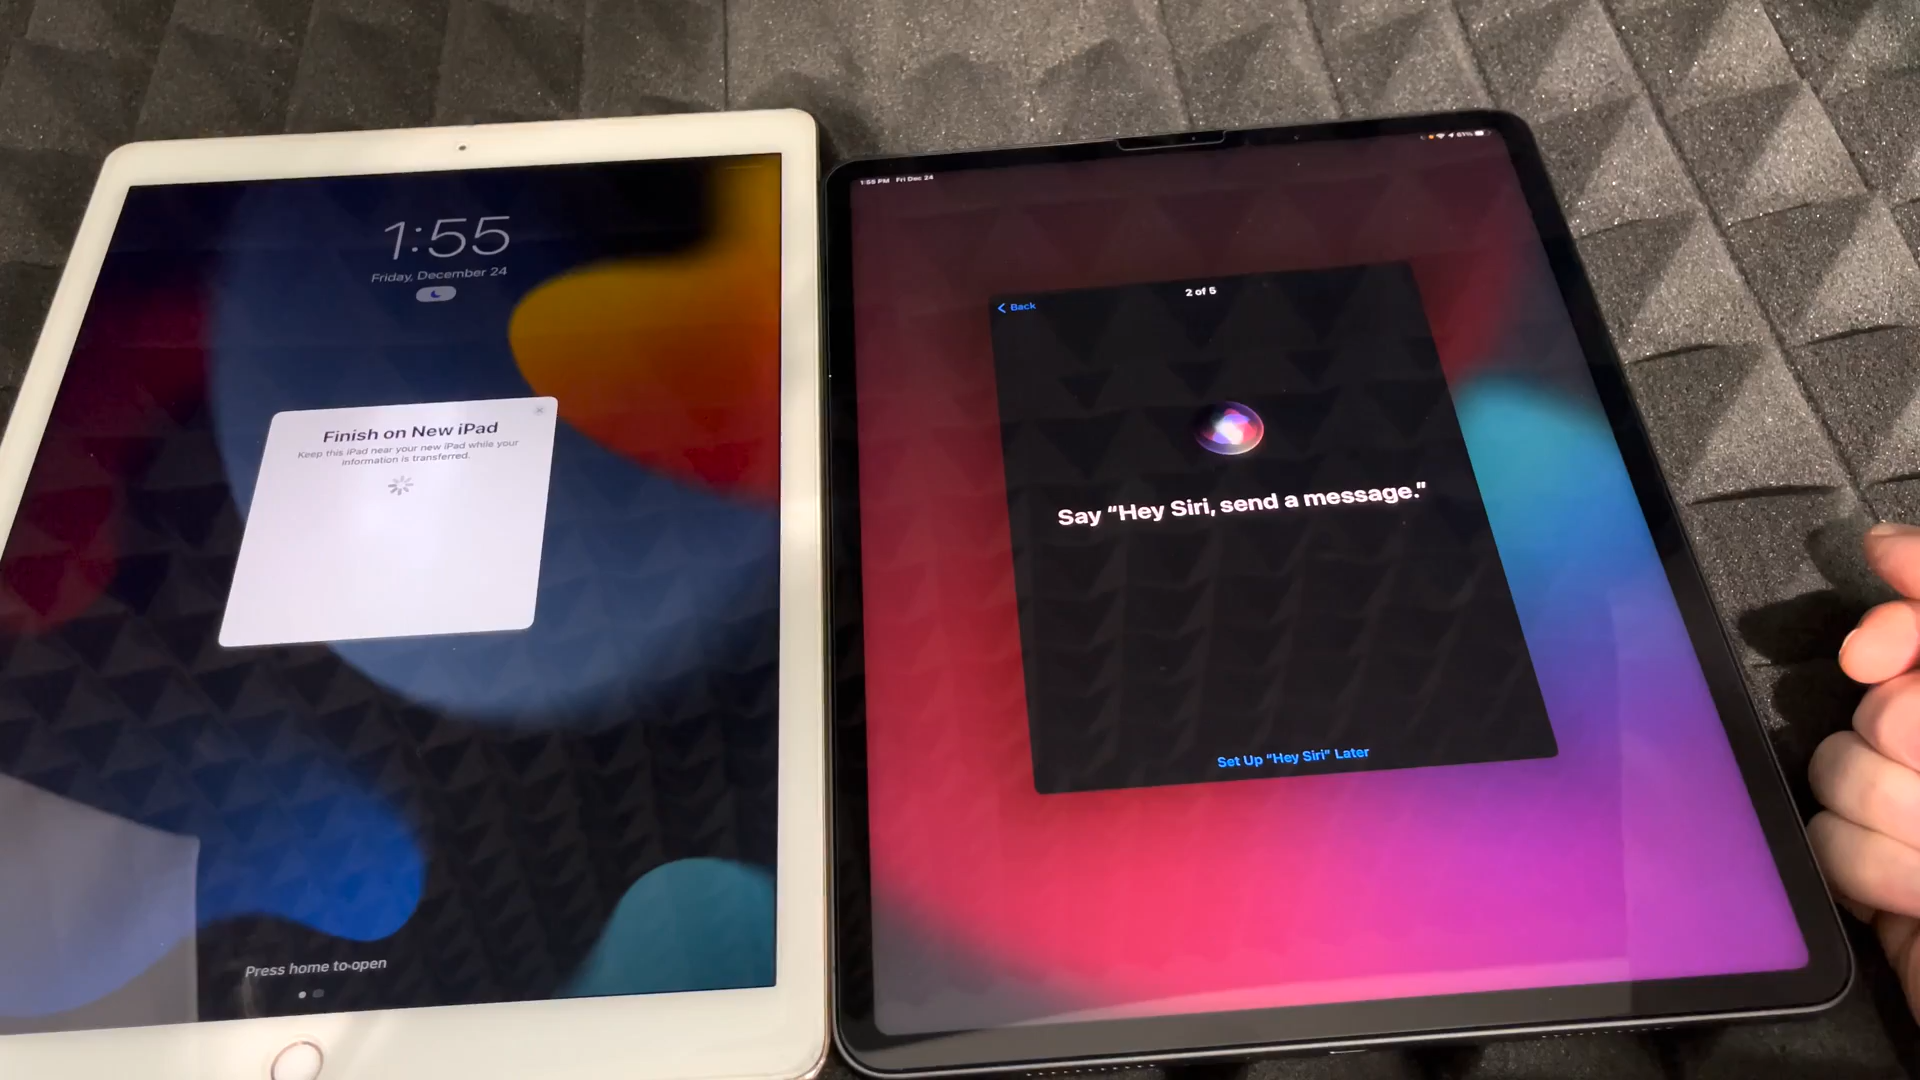 1:55
Friday, December 24
Finish on New iPad
Keep this iPad near your new iPad while your
information is transferred.
Press home to open
1:55 PM Fri Dec 24
61%
Back
2 of 5
Say “Hey Siri, send a message.”
Set Up “Hey Siri” Later